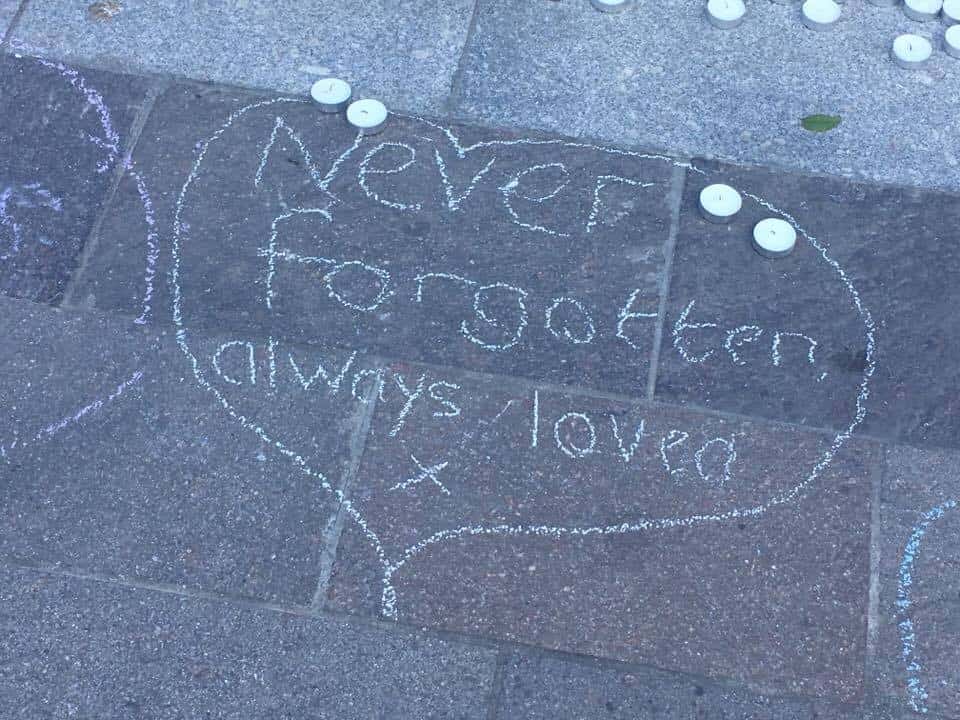 Never
forgotten,
always loved
x